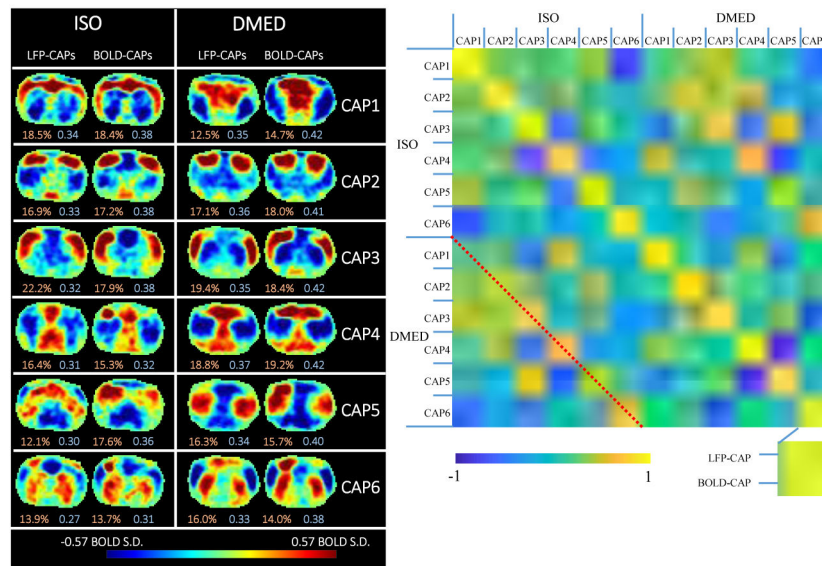 ISO DMED
LFP-CAPs BOLD-CAPs LFP-CAPs BOLD-CAPs
CAP1
18.5% 0.34 18.4% 0.38 12.5% 0.35 14.7% 0.42
CAP2
16.9% 0.33 17.2% 0.38 17.1% 0.36 18.0% 0.41
CAP3
22.2% 0.32 17.9% 0.38 19.4% 0.35 18.4% 0.42
CAP4
16.4% 0.31 15.3% 0.32 18.8% 0.37 19.2% 0.42
CAP5
12.1% 0.30 17.6% 0.36 16.3% 0.34 15.7% 0.40
CAP6
13.9% 0.27 13.7% 0.31 16.0% 0.33 14.0% 0.38
-0.57 BOLD S.D. 0.57 BOLD S.D.
ISO DMED
CAP1 CAP2 CAP3 CAP4 CAP5 CAP6 CAP1 CAP2 CAP3 CAP4 CAP5 CAP
ISO
CAP1
CAP2
CAP3
CAP4
CAP5
CAP6
DMED
CAP1
CAP2
CAP3
CAP4
CAP5
CAP6
-1 1
LFP-CAP
BOLD-CAP